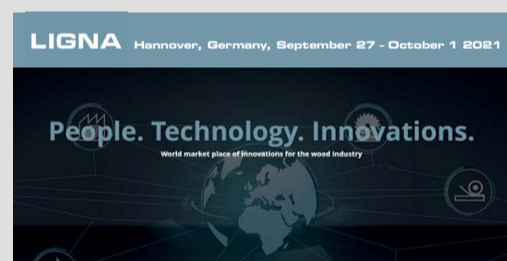 LIGNA Hannover, Germany, September 27 - October 1 2021
People. Technology. Innovations.
World market place of innovations for the wood industry